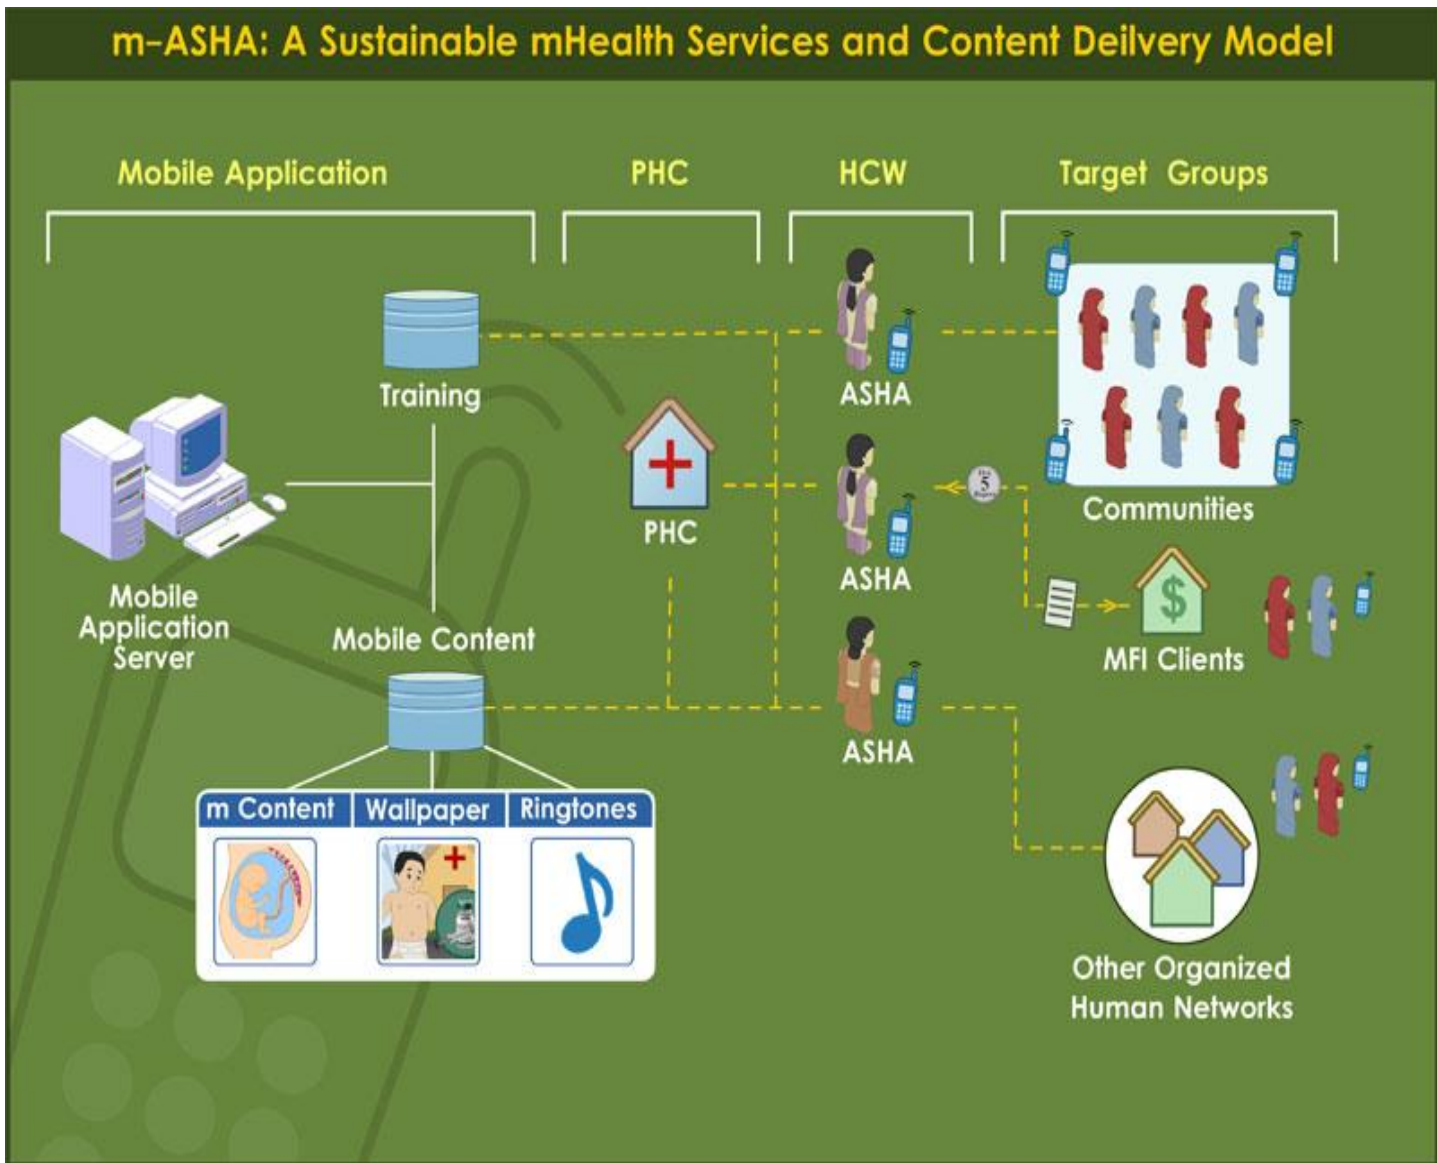 m-ASHA: A Sustainable mHealth Services and Content Deilvery Model
Mobile Application
PHC
HCW
Target Groups
Training
ASHA
Communities
Mobile
Application
Server
PHC
5
ASHA
MFI Clients
$
Mobile Content
ASHA
m Content
Wallpaper
Ringtones
Other Organized
Human Networks